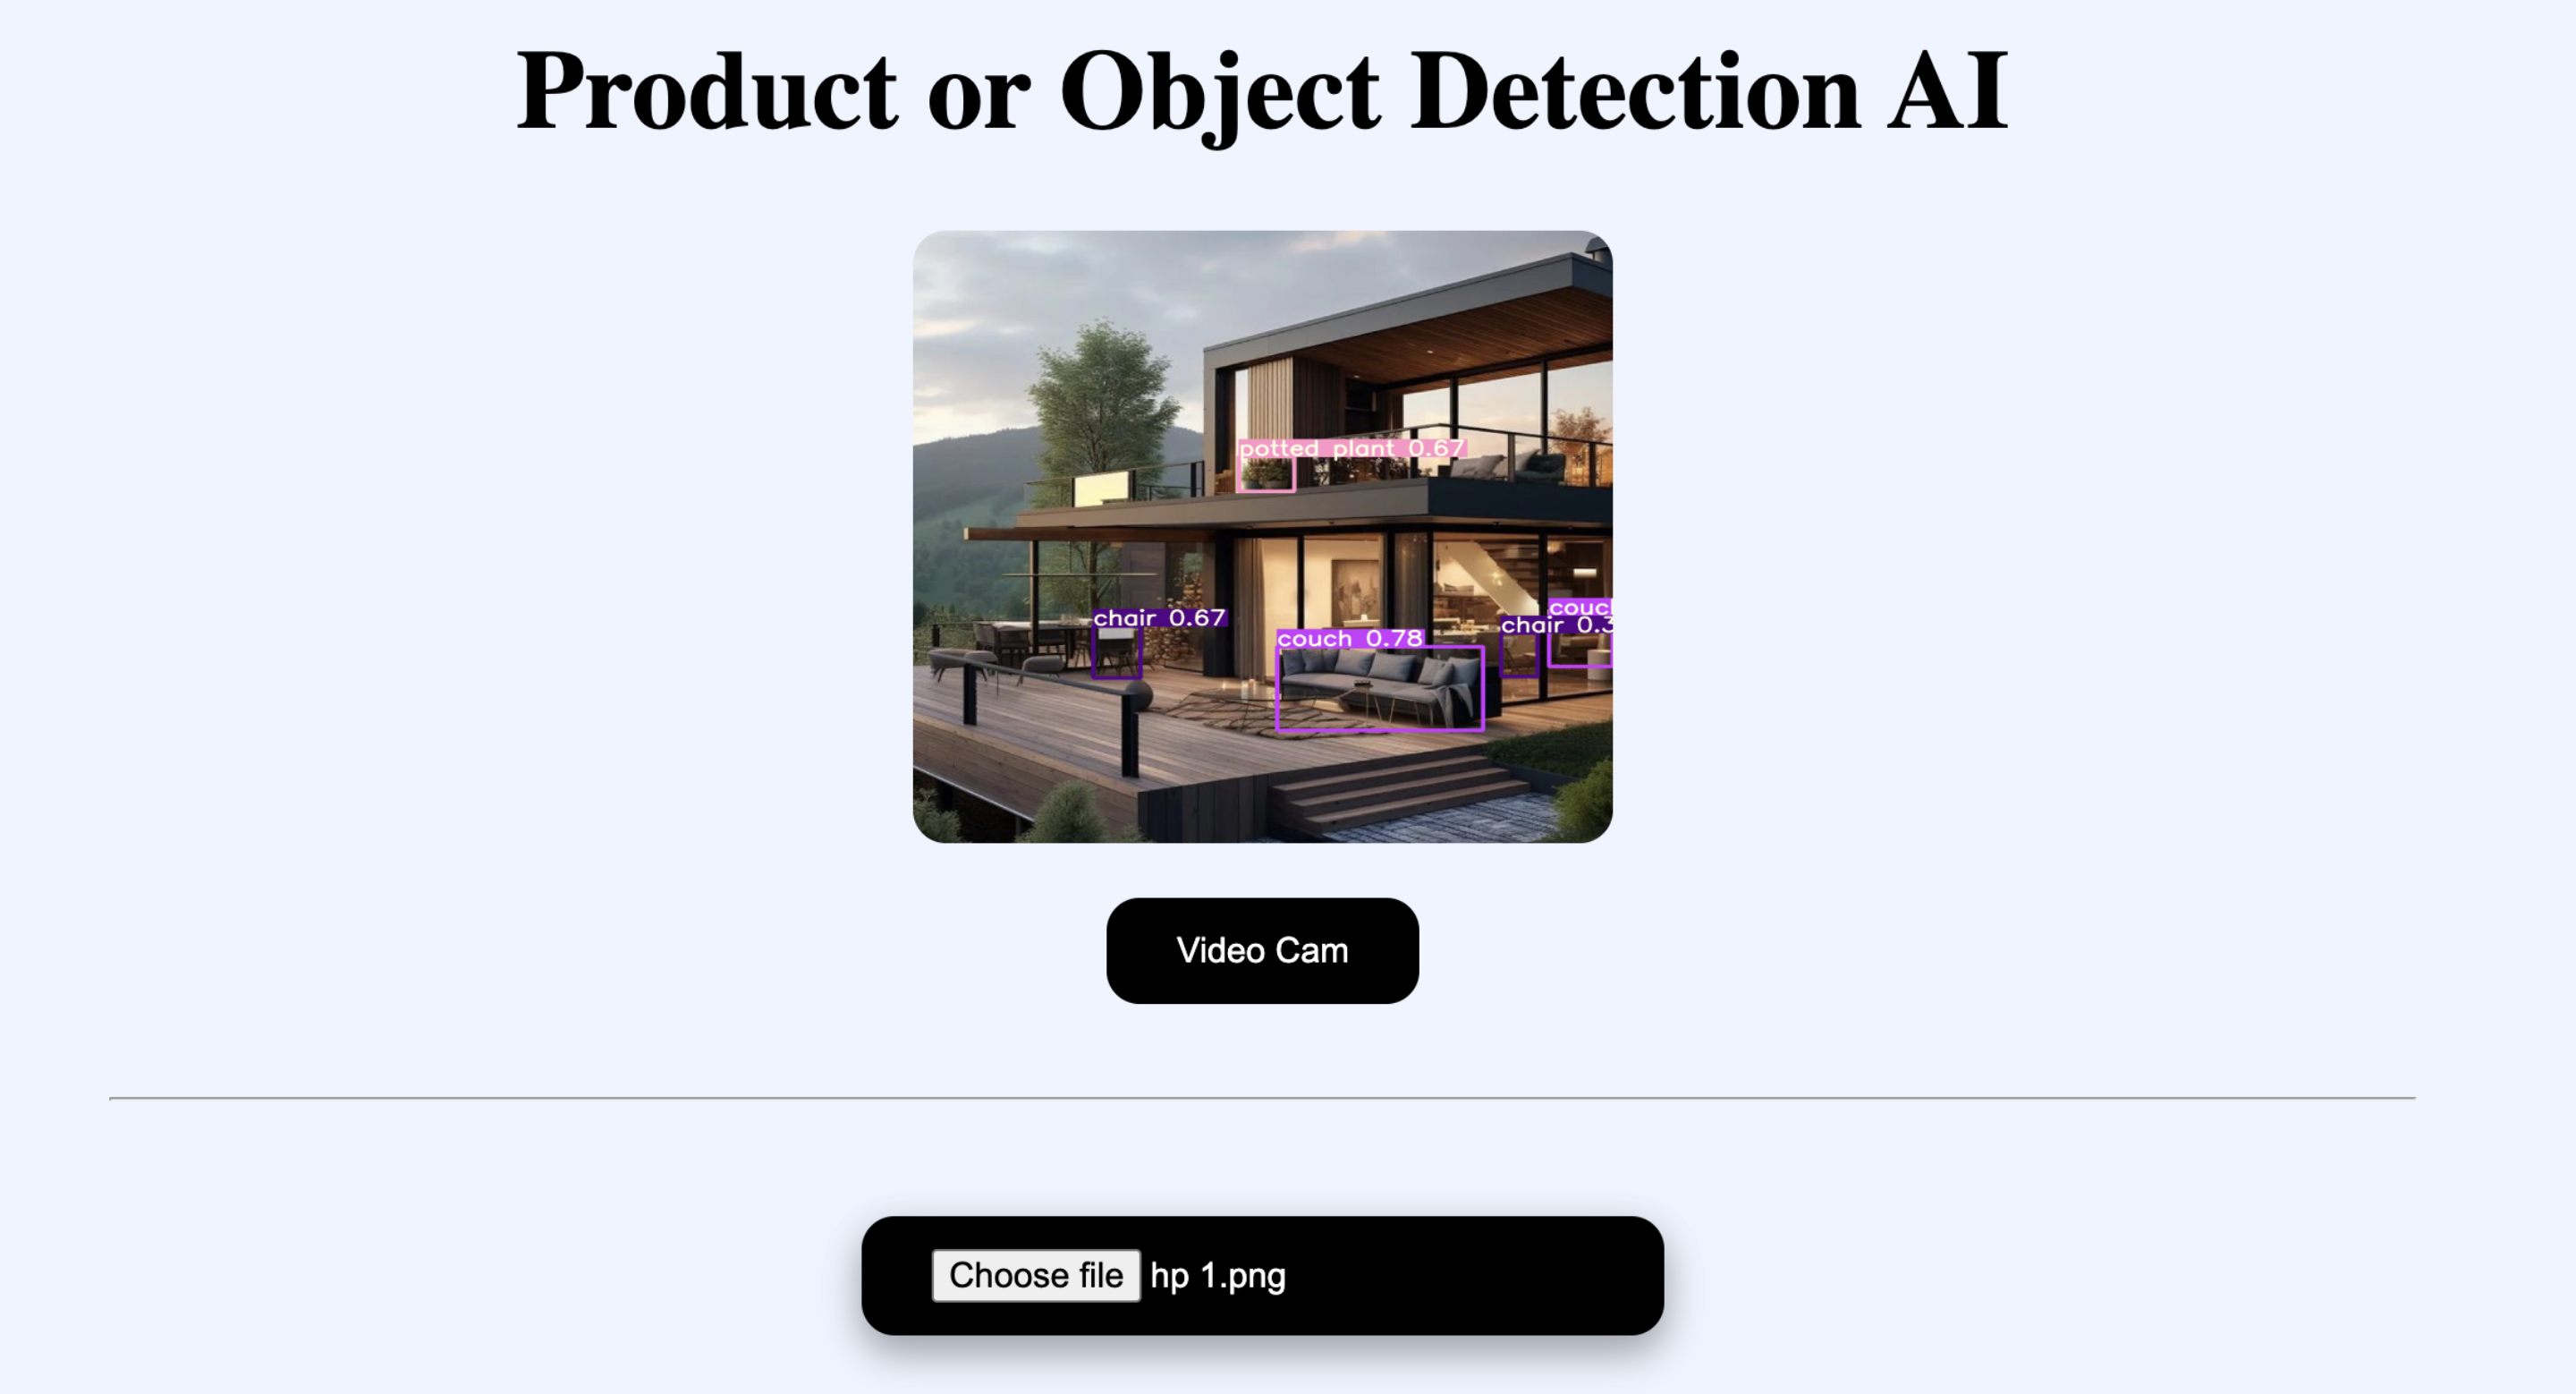 Product or Object Detection AI
potted plant 0.67
couc
chair 0.67
chair 0.3
couch 0.78
Video Cam
Choose file hp 1.png